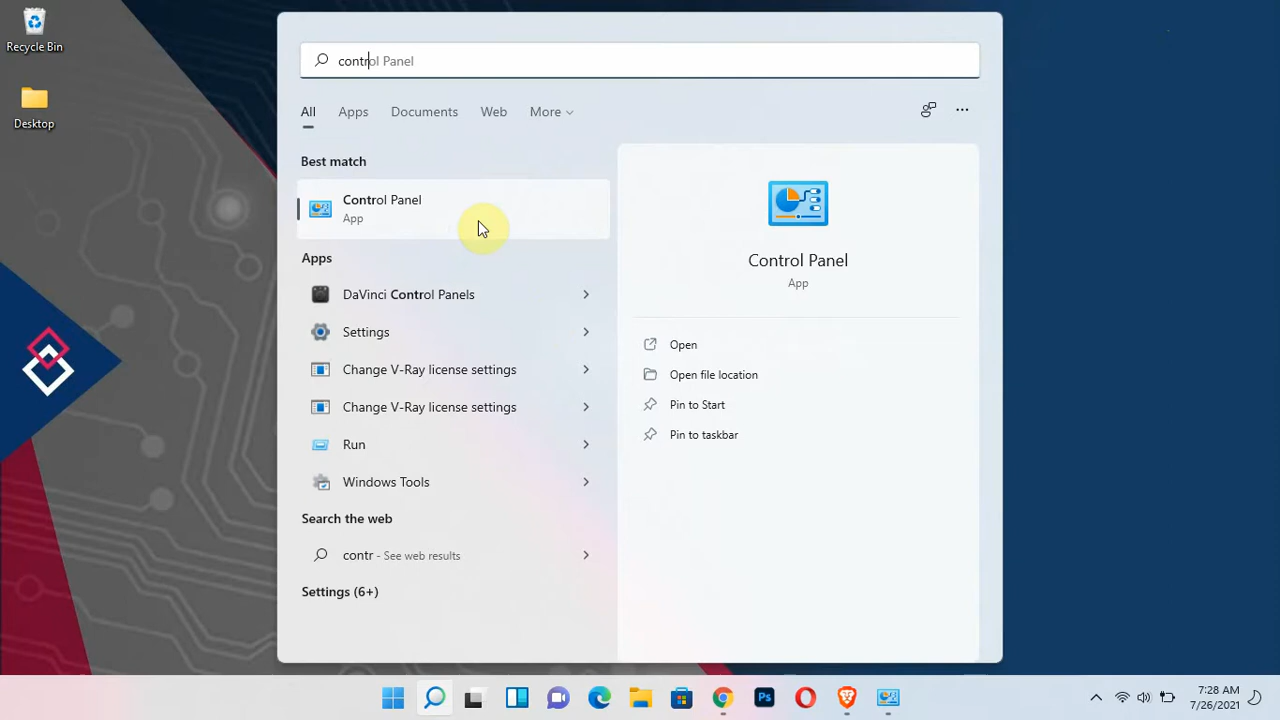 Recycle Bin
Desktop
control Panel
All Apps Documents Web More
Best match
Control Panel
App
Apps
DaVinci Control Panels
Settings
Change V-Ray license settings
Change V-Ray license settings
Run
Windows Tools
Search the web
contr - See web results
Settings (6+)
Control Panel
App
Open
Open file location
Pin to Start
Pin to taskbar
Ps
7:28 AM
7/26/2021